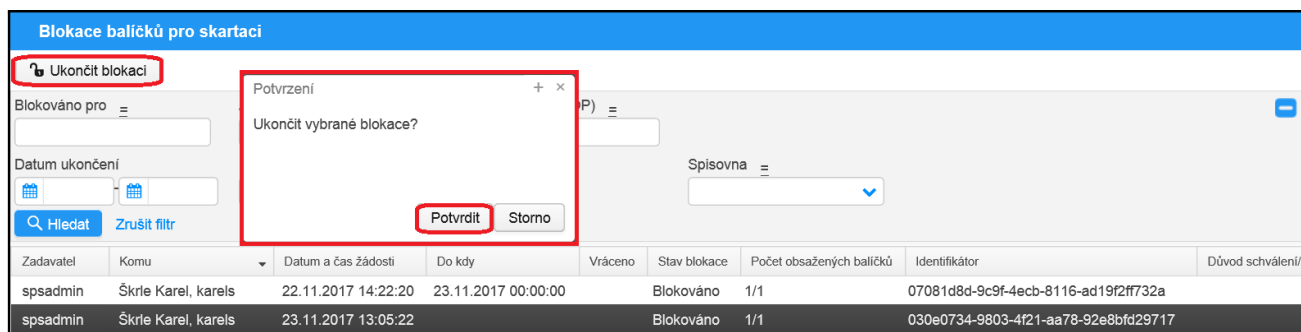 Blokace balíčků pro skartaci
Ukončit blokaci
Potvrzení
Blokováno pro =
P) =
Ukončit vybrané blokace?
Datum ukončení
Spisovna =
-
Potvrdit Storno
Hledat Zrušit filtr
Zadavatel Komu Datum a čas žádosti Do kdy Vráceno Stav blokace Počet obsažených balíčků Identifikátor Důvod schválení/
spsadmin Škrle Karel, karels 22.11.2017 14:22:20 23.11.2017 00:00:00 Blokováno 1/1 07081d8d-9c9f-4ecb-8116-ad19f2ff732a
spsadmin Škrle Karel, karels 23.11.2017 13:05:22 Blokováno 1/1 030e0734-9803-4f21-aa78-92e8bfd29717